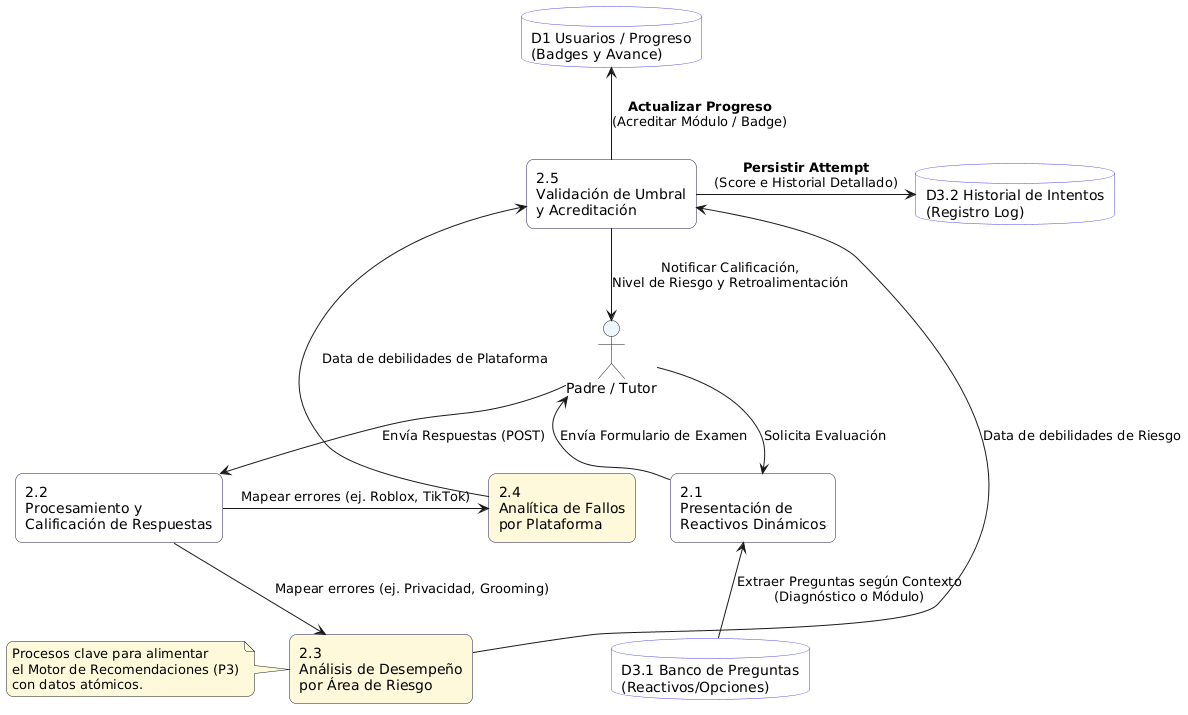 D1 Usuarios / Progreso
(Badges y Avance)
Actualizar Progreso
(Acreditar Módulo / Badge)
2.5
Validación de Umbral
y Acreditación
Persistir Attempt
(Score e Historial Detallado)
D3.2 Historial de Intentos
(Registro Log)
Notificar Calificación,
Nivel de Riesgo y Retroalimentación
Data de debilidades de Plataforma
Padre / Tutor
Envía Respuestas (POST)
Envía Formulario de Examen
Solicita Evaluación
Data de debilidades de Riesgo
2.2
Procesamiento y
Calificación de Respuestas
Mapear errores (ej. Roblox, TikTok)
2.4
Analítica de Fallos
por Plataforma
2.1
Presentación de
Reactivos Dinámicos
Mapear errores (ej. Privacidad, Grooming)
Extraer Preguntas según Contexto
(Diagnóstico o Módulo)
Procesos clave para alimentar
el Motor de Recomendaciones (P3)
con datos atómicos.
2.3
Análisis de Desempeño
por Área de Riesgo
D3.1 Banco de Preguntas
(Reactivos/Opciones)